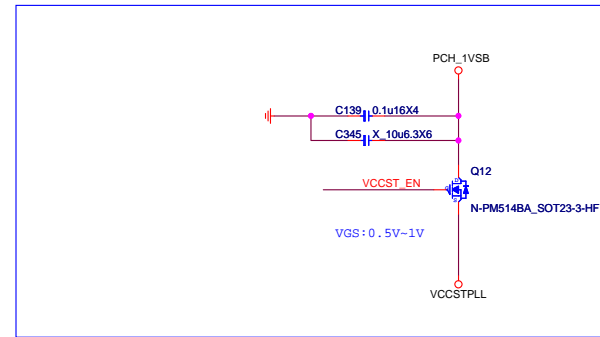 PCH_1VSB
C139 0.1u16X4
C345 X_10u6.3X6
Q12
VCCST_EN
N-PM514BA_SOT23-3-HF
VGS:0.5V~1V
VCCSTPLL